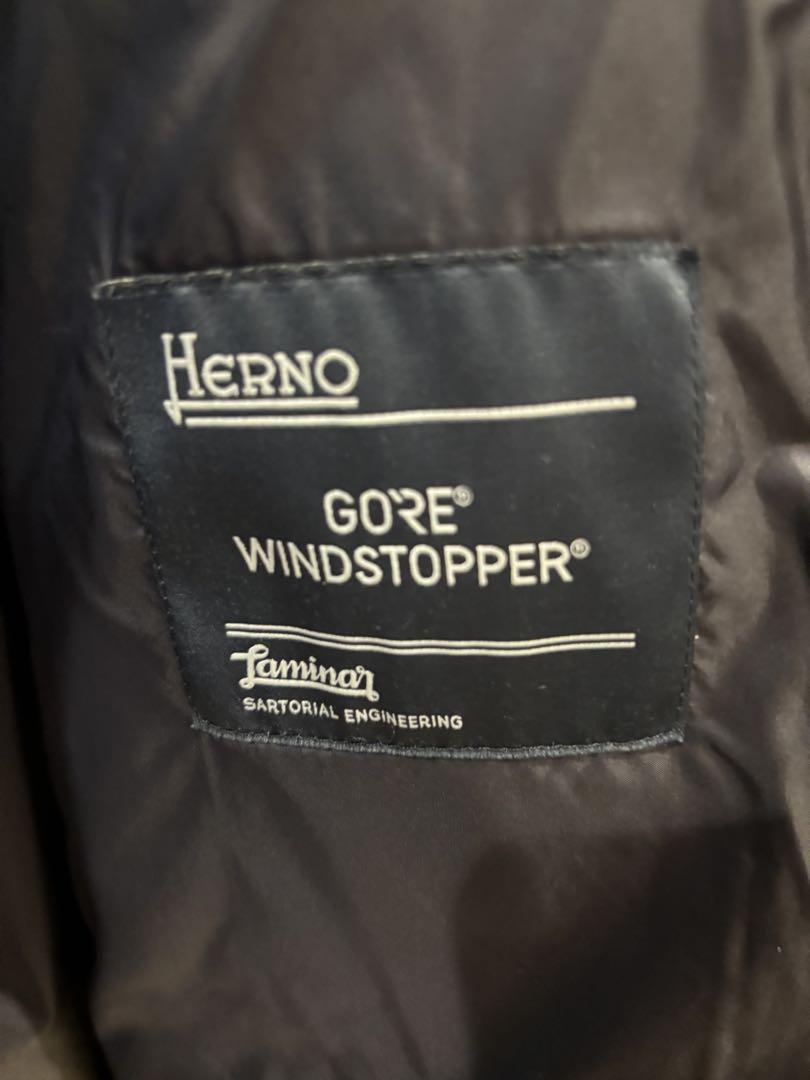 HERNO
GORE®
WINDSTOPPER®
Laminar
SARTORIAL ENGINEERING